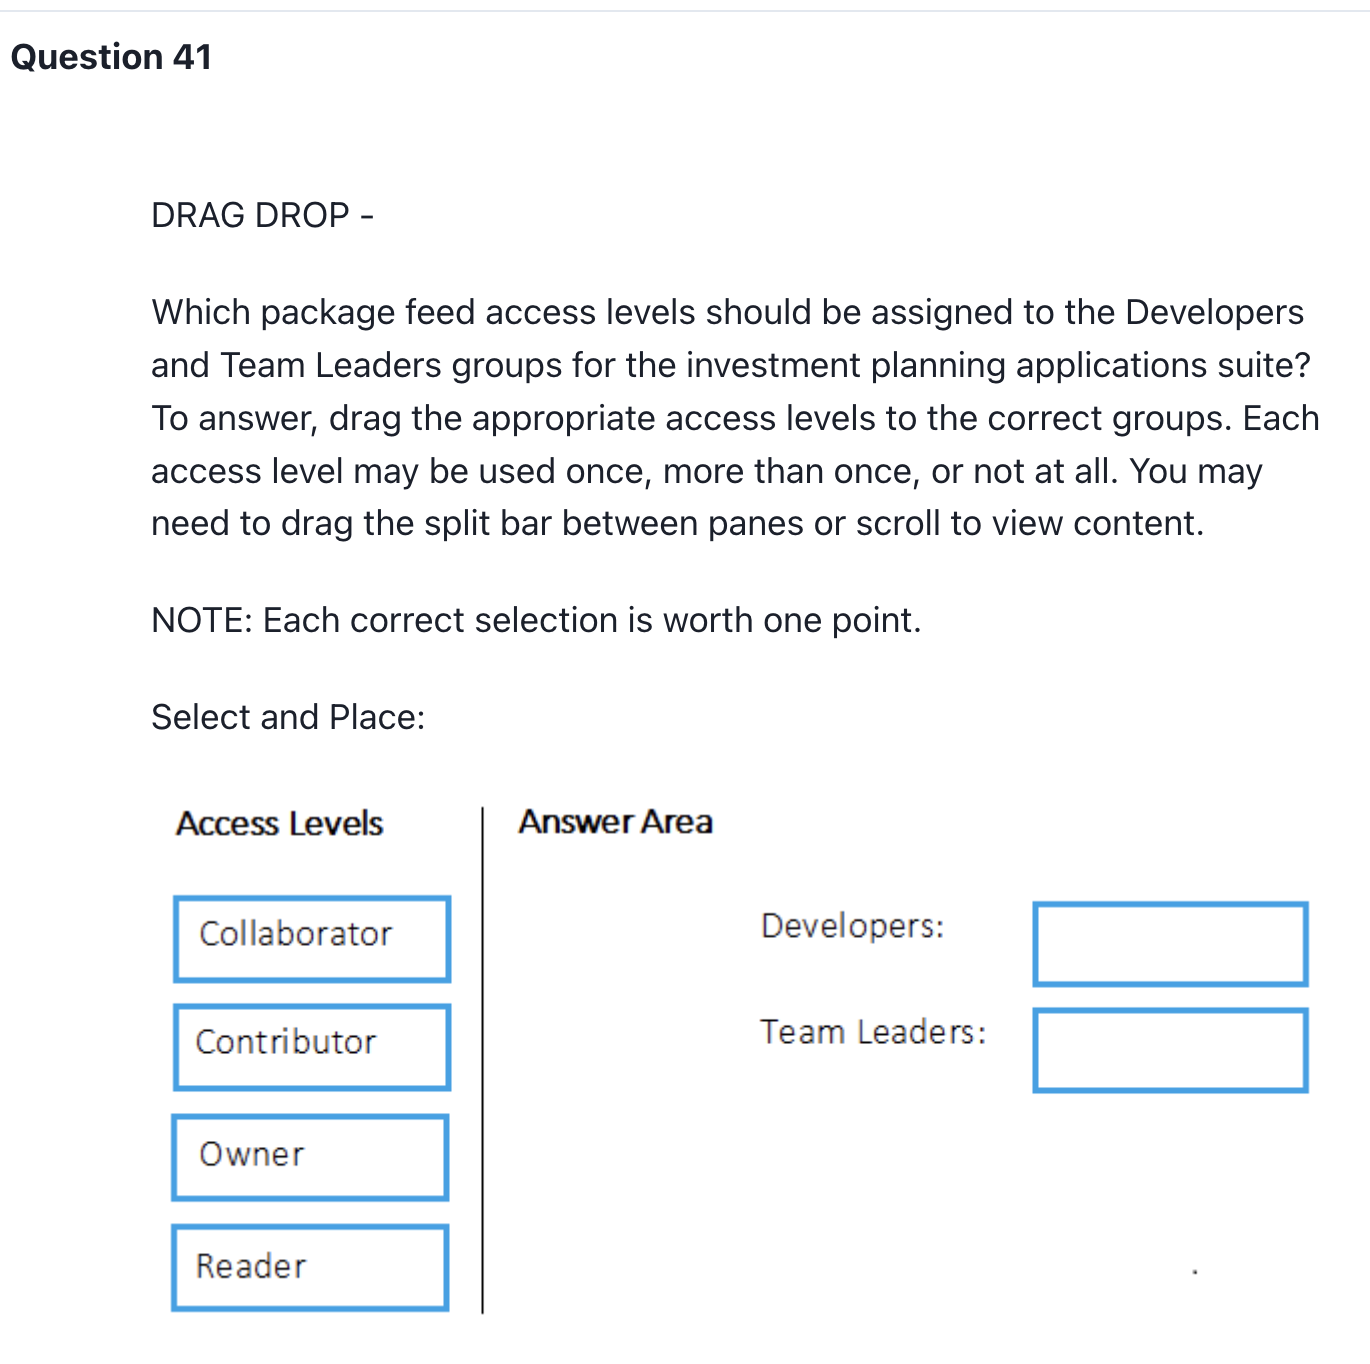 Question 41
DRAG DROP -
Which package feed access levels should be assigned to the Developers
and Team Leaders groups for the investment planning applications suite?
To answer, drag the appropriate access levels to the correct groups. Each
access level may be used once, more than once, or not at all. You may
need to drag the split bar between panes or scroll to view content.
NOTE: Each correct selection is worth one point.
Select and Place:
Access Levels
Collaborator
Contributor
Owner
Reader
Answer Area
Developers:
Team Leaders: